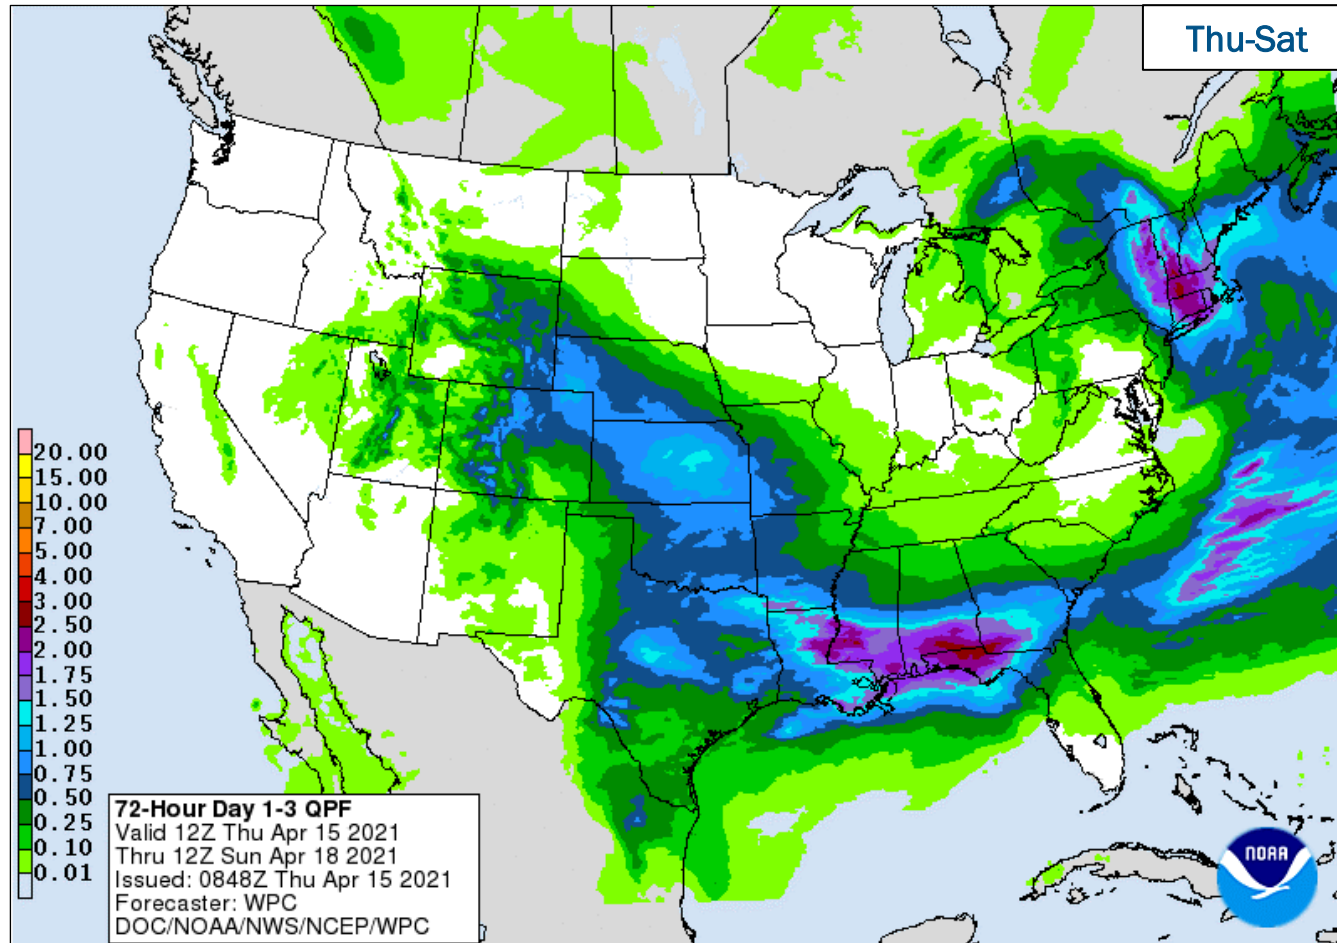 Thu-Sat
20.00
15.00
10.00
7.00
5.00
4.00
3.00
2.50
2.00
1.75
1.50
1.25
1.00
0.75
0.50
0.25
0.10
0.01
72-Hour Day 1-3 QPF
Valid 12Z Thu Apr 15 2021
Thru 12Z Sun Apr 18 2021
Issued: 0848Z Thu Apr 15 2021
Forecaster: WPC
DOC/NOAA/NWS/NCEP/WPC
NOAA